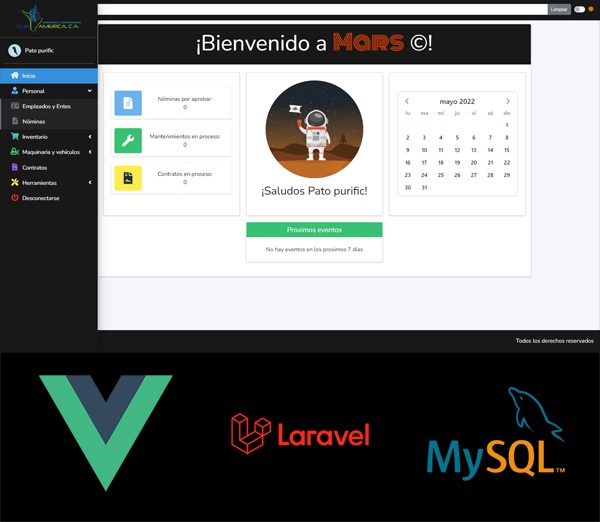 AMERICA, C.A.
Limpiar
Pato purific
¡Bienvenido a Mars ©!
Inicio
Personal
Empleados y Entes
Nóminas
Inventario
Maquinaria y vehículos
Contratos
Herramientas
Desconectarse
Nóminas por aprobar:
0
Mantenimientos en proceso:
0
Contratos en proceso:
0
¡Saludos Pato purific!
mayo 2022
lu ma mi ju vi sá do
1
2 3 4 5 6 7 8
9 10 11 12 13 14 15
16 17 18 19 20 21 22
23 24 25 26 27 28 29
30 31
Proximos eventos
No hay eventos en los proximos 7 días
Todos los derechos reservados
Laravel
MySQL™